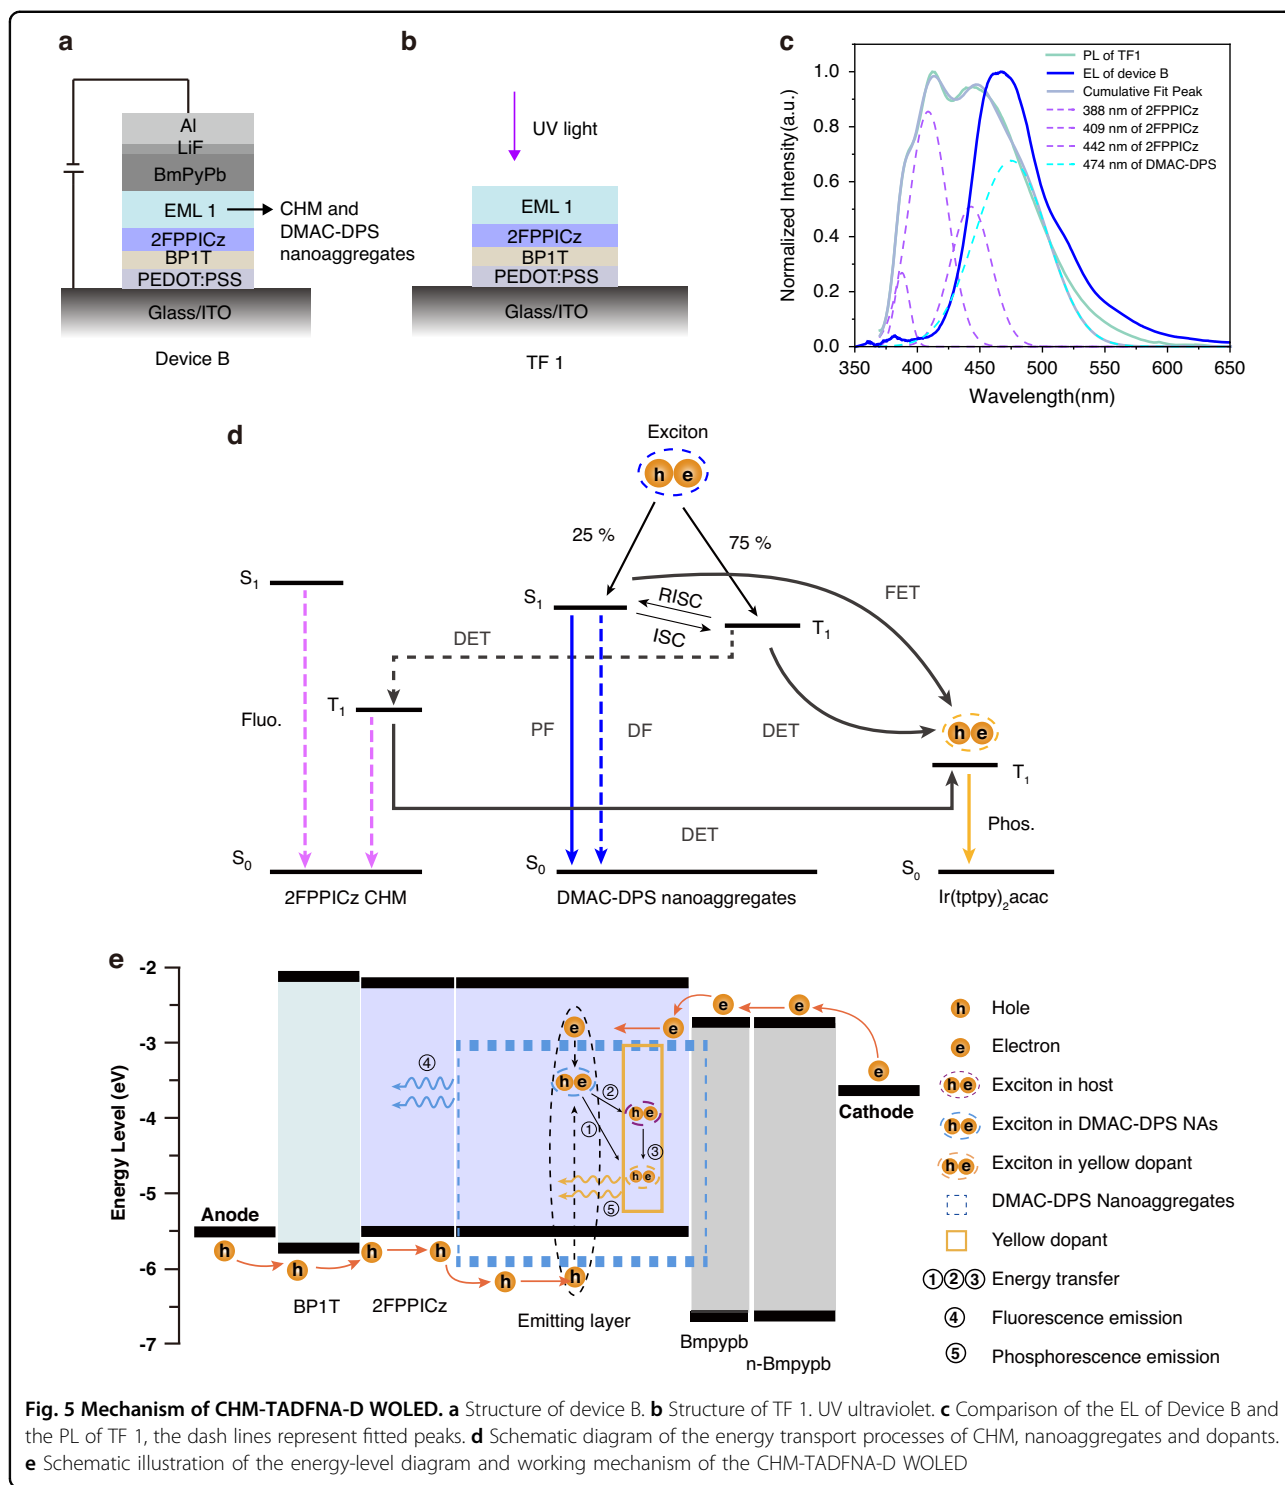 a
Al
LiF
BmPyPb
EML 1
CHM and
DMAC-DPS
nanoaggregates
2FPPICz
BP1T
PEDOT:PSS
Glass/ITO
Device B
b
UV light
EML 1
2FPPICz
BP1T
PEDOT:PSS
Glass/ITO
TF 1
c
Normalized Intensity(a.u.)
1.0
0.8
0.6
0.4
0.2
0.0
350 400 450 500 550 600 650
Wavelength(nm)
PL of TF1
EL of device B
Cumulative Fit Peak
388 nm of 2FPPICz
409 nm of 2FPPICz
442 nm of 2FPPICz
474 nm of DMAC-DPS
d
Exciton
h e
25 %
75 %
S1
S1
RISC
ISC
T1
FET
DET
T1
Fluo.
PF
DF
DET
h e
T1
DET
Phos.
S0
S0
S0
2FPPICz CHM
DMAC-DPS nanoaggregates
Ir(tptpy)2acac
e
Energy Level (eV)
-2
-3
-4
-5
-6
-7
Anode
h
h
h
h
h
h
BP1T
2FPPICz
Emitting layer
④
e
h e
①
②
h e
③
h e
⑤
e
e
e
e
Cathode
Bmpypb
n-Bmpypb
h Hole
e Electron
h e Exciton in host
h e Exciton in DMAC-DPS NAs
h e Exciton in yellow dopant
DMAC-DPS Nanoaggregates
Yellow dopant
①②③ Energy transfer
④ Fluorescence emission
⑤ Phosphorescence emission
Fig. 5 Mechanism of CHM-TADFNA-D WOLED. a Structure of device B. b Structure of TF 1. UV ultraviolet. c Comparison of the EL of Device B and
the PL of TF 1, the dash lines represent fitted peaks. d Schematic diagram of the energy transport processes of CHM, nanoaggregates and dopants.
e Schematic illustration of the energy-level diagram and working mechanism of the CHM-TADFNA-D WOLED